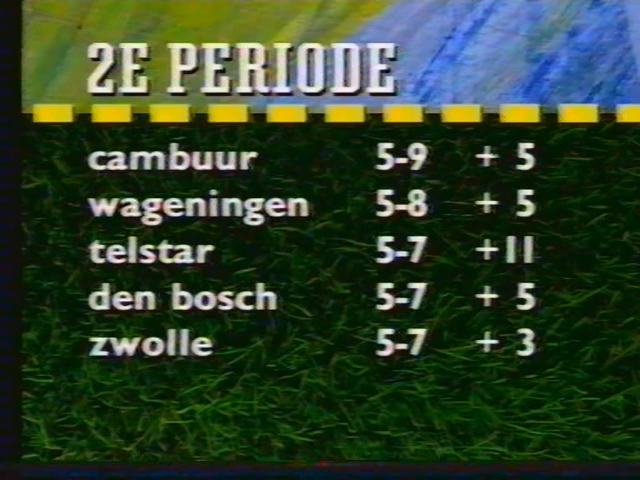 2E PERIODE
cambuur 5-9 + 5
wageningen 5-8 + 5
telstar 5-7 +11
den bosch 5-7 + 5
zwolle 5-7 + 3